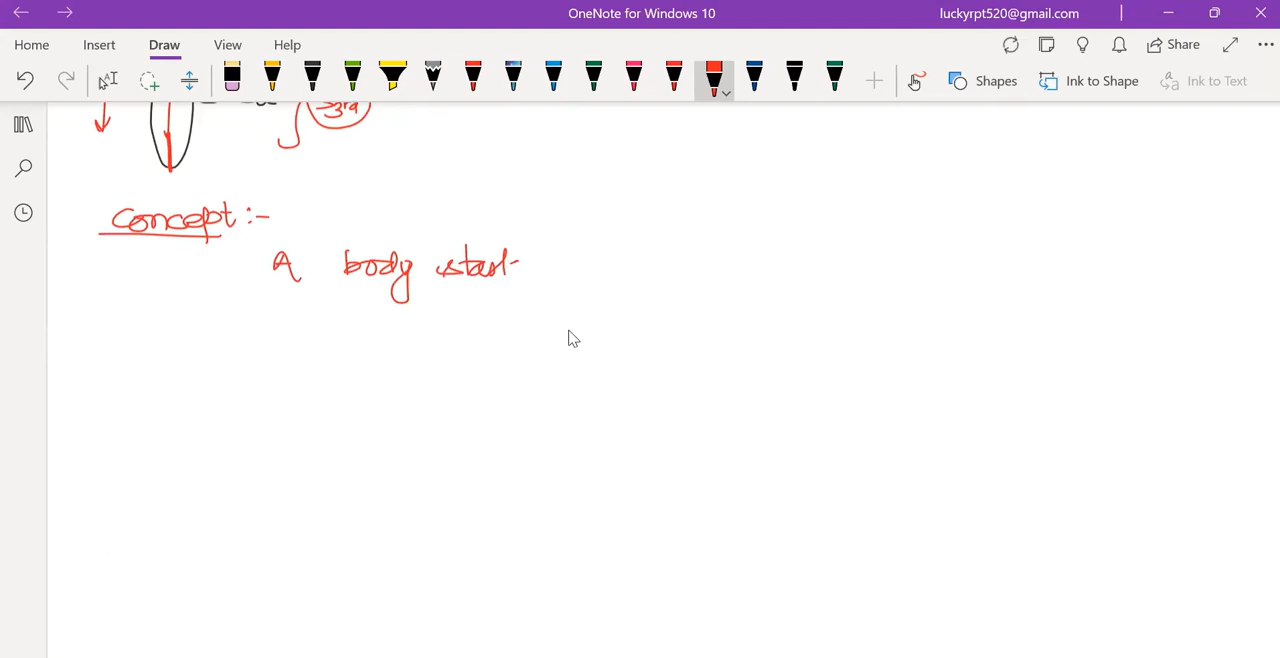 OneNote for Windows 10
luckyrpt520@gmail.com
Home Insert Draw View Help
Share
Shapes
Ink to Shape
Ink to Text
3rd
Concept :-
A body start